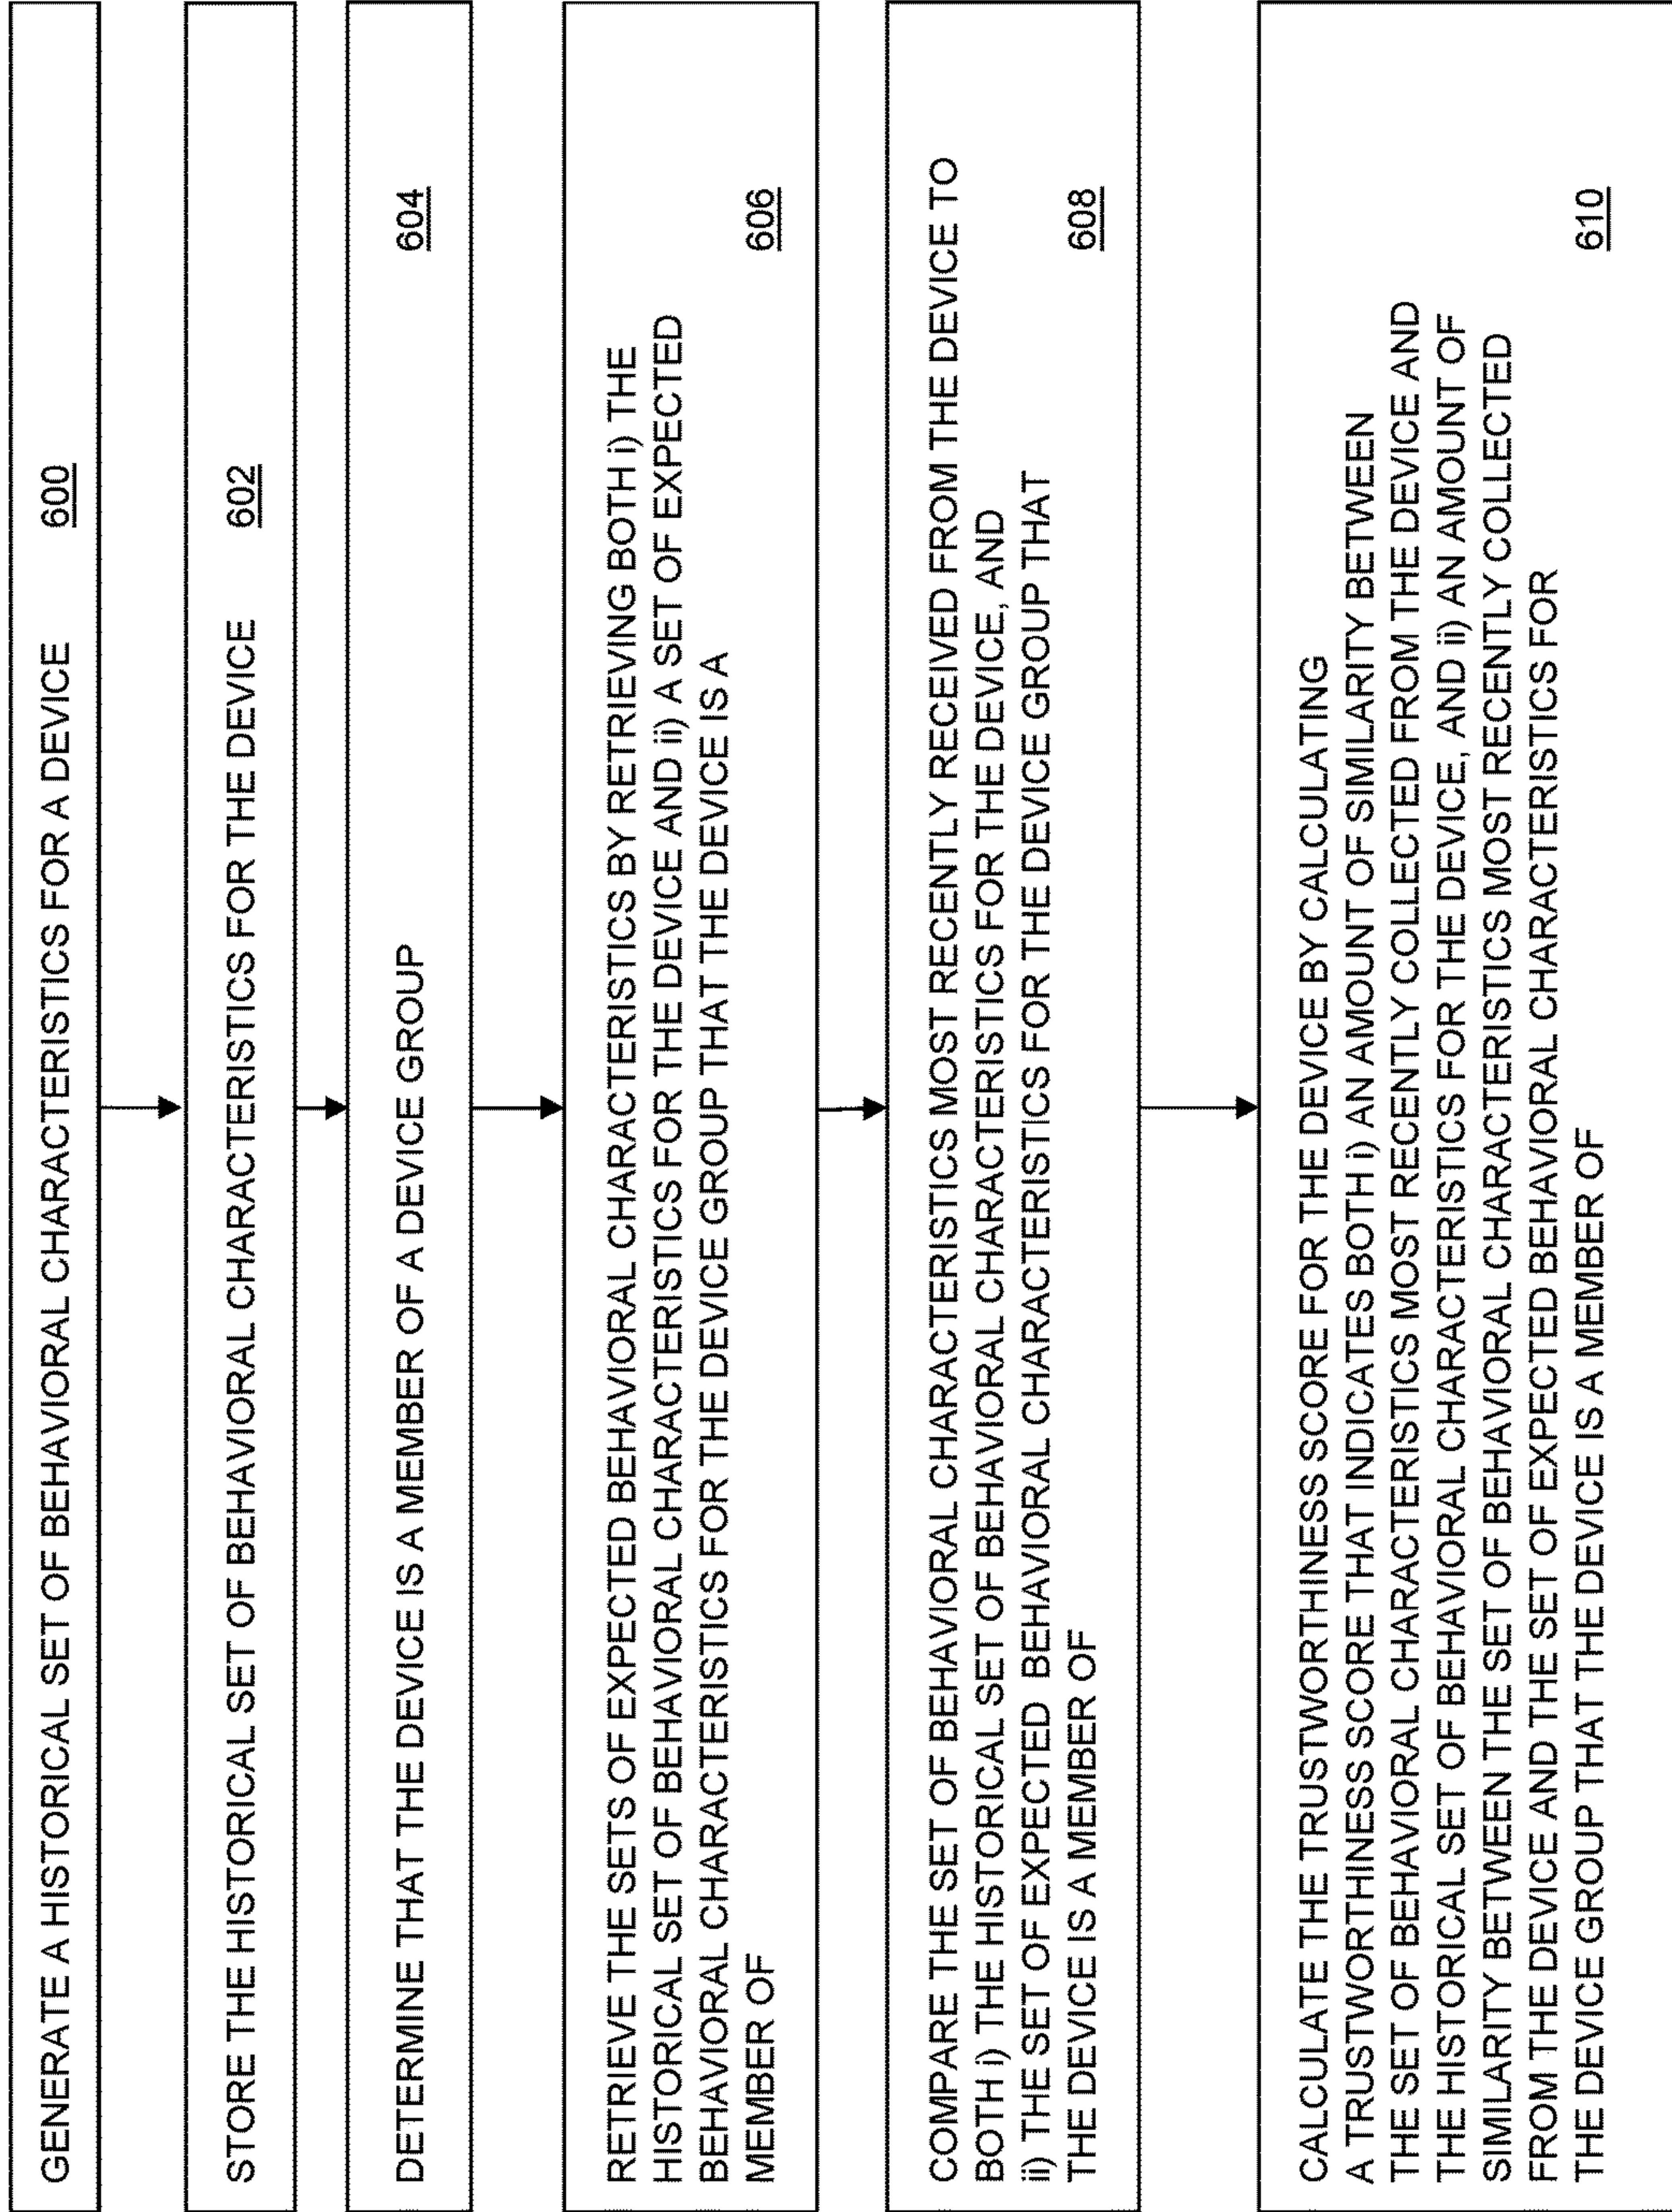 GENERATE A HISTORICAL SET OF BEHAVIORAL CHARACTERISTICS FOR A DEVICE 600
STORE THE HISTORICAL SET OF BEHAVIORAL CHARACTERISTICS FOR THE DEVICE 602
DETERMINE THAT THE DEVICE IS A MEMBER OF A DEVICE GROUP 604
RETRIEVE THE SETS OF EXPECTED BEHAVIORAL CHARACTERISTICS BY RETRIEVING BOTH i) THE
HISTORICAL SET OF BEHAVIORAL CHARACTERISTICS FOR THE DEVICE AND ii) A SET OF EXPECTED
BEHAVIORAL CHARACTERISTICS FOR THE DEVICE GROUP THAT THE DEVICE IS A
MEMBER OF 606
COMPARE THE SET OF BEHAVIORAL CHARACTERISTICS MOST RECENTLY RECEIVED FROM THE DEVICE TO
BOTH i) THE HISTORICAL SET OF BEHAVIORAL CHARACTERISTICS FOR THE DEVICE, AND
ii) THE SET OF EXPECTED BEHAVIORAL CHARACTERISTICS FOR THE DEVICE GROUP THAT
THE DEVICE IS A MEMBER OF 608
CALCULATE THE TRUSTWORTHINESS SCORE FOR THE DEVICE BY CALCULATING
A TRUSTWORTHINESS SCORE THAT INDICATES BOTH i) AN AMOUNT OF SIMILARITY BETWEEN
THE SET OF BEHAVIORAL CHARACTERISTICS MOST RECENTLY COLLECTED FROM THE DEVICE AND
THE HISTORICAL SET OF BEHAVIORAL CHARACTERISTICS FOR THE DEVICE, AND ii) AN AMOUNT OF
SIMILARITY BETWEEN THE SET OF BEHAVIORAL CHARACTERISTICS MOST RECENTLY COLLECTED
FROM THE DEVICE AND THE SET OF EXPECTED BEHAVIORAL CHARACTERISTICS FOR
THE DEVICE GROUP THAT THE DEVICE IS A MEMBER OF 610